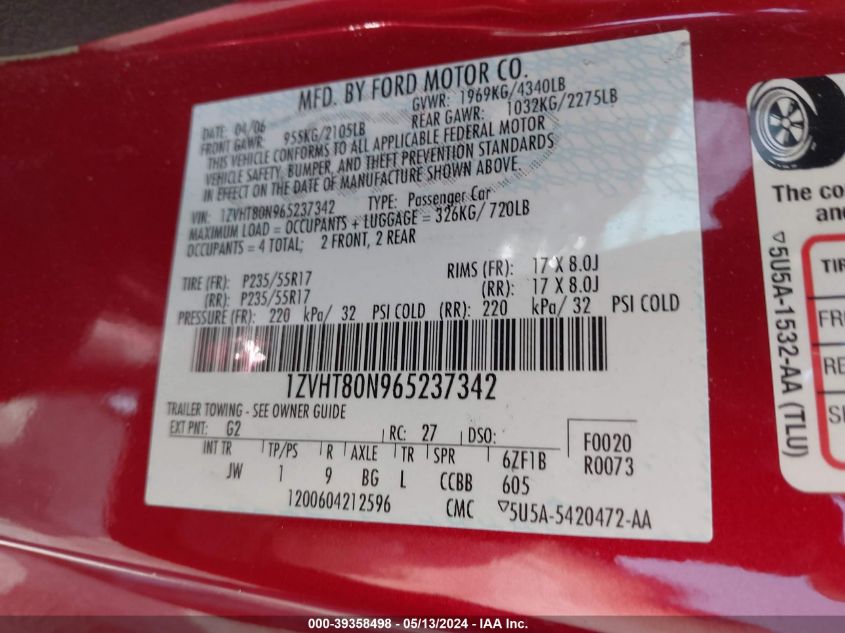 MFD. BY FORD MOTOR CO.
DATE: 04/06 GVWR: 1969KG/4340LB
FRONT GAWR: 955KG/2105LB REAR GAWR: 1032KG/2275LB
THIS VEHICLE CONFORMS TO ALL APPLICABLE FEDERAL MOTOR
VEHICLE SAFETY, BUMPER, AND THEFT PREVENTION STANDARDS
IN EFFECT ON THE DATE OF MANUFACTURE SHOWN ABOVE.
VIN: 1ZVHT80N965237342 TYPE: Passenger Car
MAXIMUM LOAD = OCCUPANTS + LUGGAGE = 326KG/ 720LB
OCCUPANTS = 4 TOTAL; 2 FRONT, 2 REAR
TIRE (FR): P235/55R17 RIMS (FR): 17 X 8.0J
(RR): P235/55R17 (RR): 17 X 8.0J
PRESSURE (FR): 220 kPa/ 32 PSI COLD (RR): 220 kPa/ 32 PSI COLD
1ZVHT80N965237342
TRAILER TOWING - SEE OWNER GUIDE
EXT PNT: G2 RC: 27 DSO: F0020
INT TR TP/PS R AXLE TR SPR 6ZF1B R0073
JW 1 9 BG L CCBB 605
1200604212596 CMC ▽5U5A-5420472-AA
The co
an
▽5U5A-1532-AA (TLU)
TIR
FRO
RE
SP
000-39358498 - 05/13/2024 - IAA Inc.